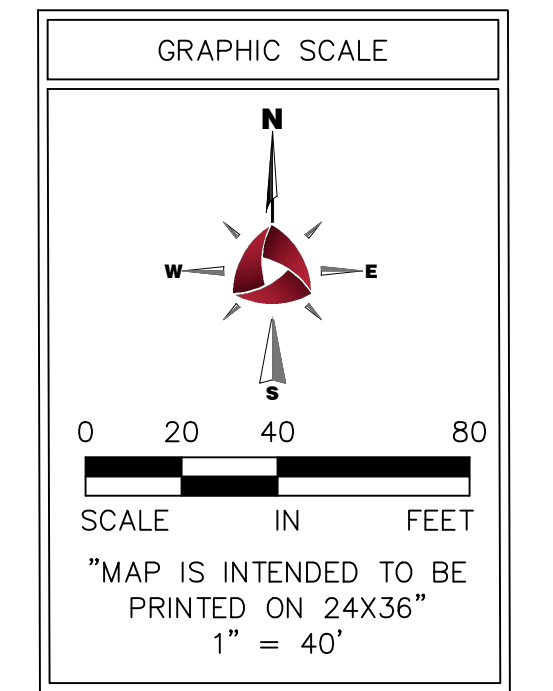 GRAPHIC SCALE
N
W E
S
0 20 40 80
SCALE IN FEET
"MAP IS INTENDED TO BE
PRINTED ON 24X36"
1" = 40'